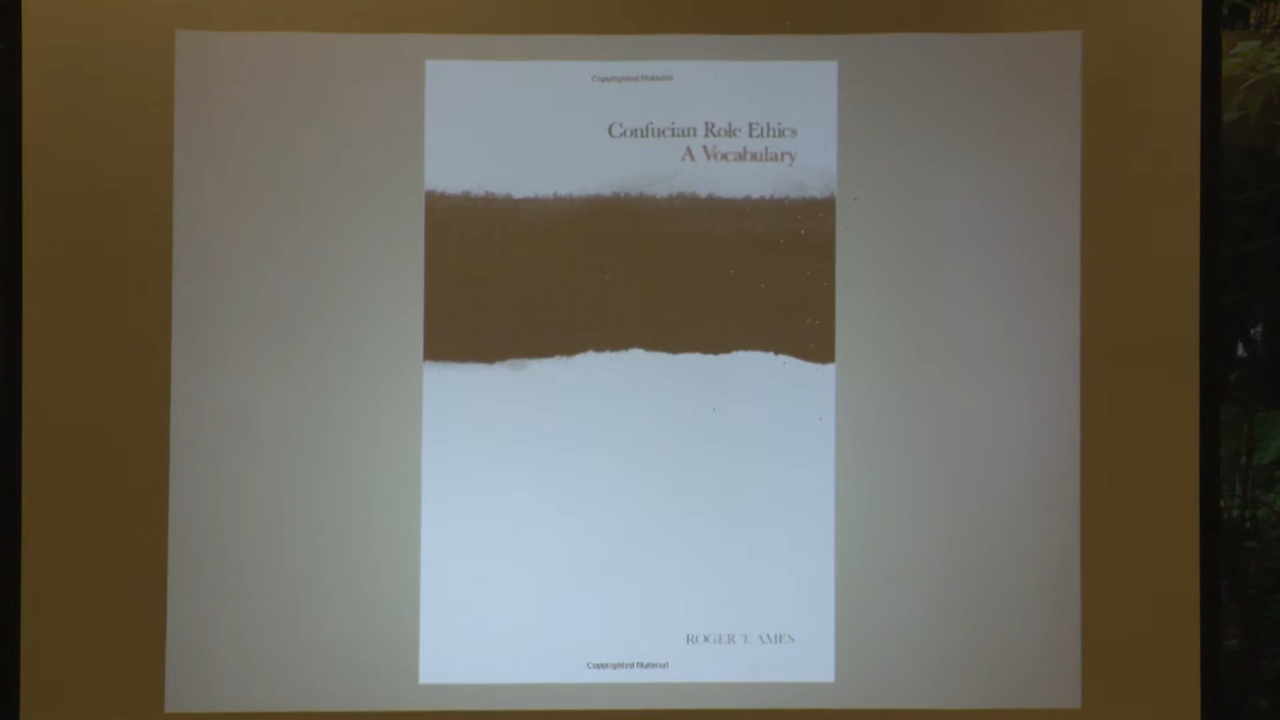 Copyrighted Material
Confucian Role Ethics
A Vocabulary
ROGER T. AMES
Copyrighted Material